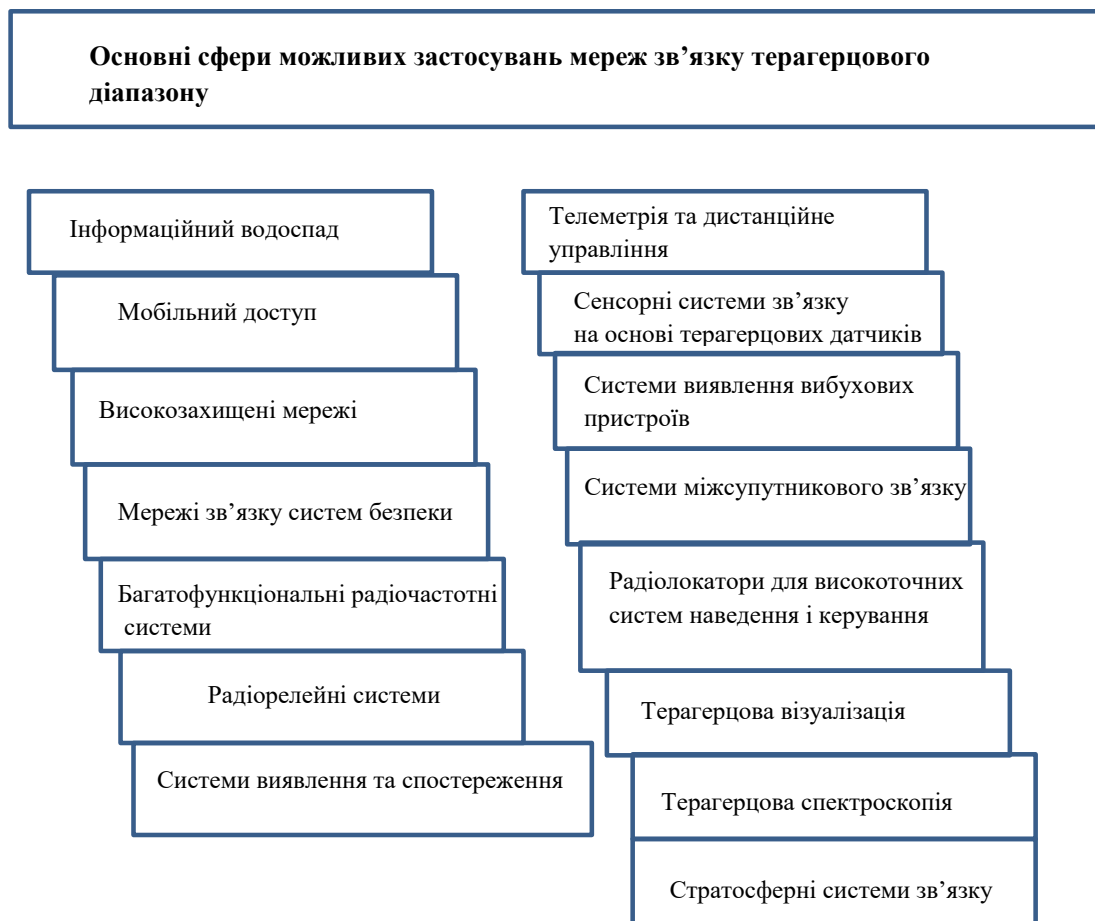 Основні сфери можливих застосувань мереж зв’язку терагерцового
діапазону
Інформаційний водоспад
Мобільний доступ
Високозахищені мережі
Мережі зв’язку систем безпеки
Багатофункціональні радіочастотні
системи
Радіорелейні системи
Системи виявлення та спостереження
Телеметрія та дистанційне
управління
Сенсорні системи зв’язку
на основі терагерцових датчиків
Системи виявлення вибухових
пристроїв
Системи міжсупутникового зв’язку
Радіолокатори для високоточних
систем наведення і керування
Терагерцова візуалізація
Терагерцова спектроскопія
Стратосферні системи зв’язку